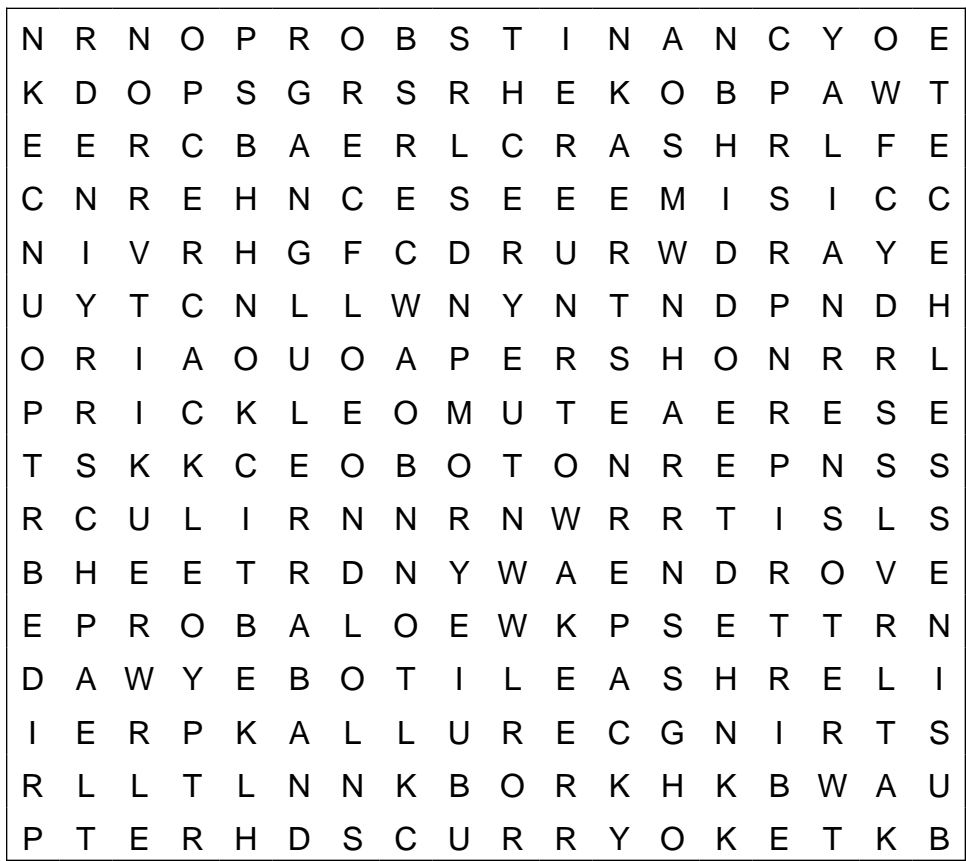 N R N O P R O B S T I N A N C Y O E
K D O P S G R S R H E K O B P A W T
E E R C B A E R L C R A S H R L F E
C N R E H N C E S E E E M I S I C C
N I V R H G F C D R U R W D R A Y E
U Y T C N L L W N Y N T N D P N D H
O R I A O U O A P E R S H O N R R L
P R I C K L E O M U T E A E R E S E
T S K K C E O B O T O N R E P N S S
R C U L I R N N R N W R R T I S L S
B H E E T R D N Y W A E N D R O V E
E P R O B A L O E W K P S E T T R N
D A W Y E B O T I L E A S H R E L I
I E R P K A L L U R E C G N I R T S
R L L T L N N K B O R K H K B W A U
P T E R H D S C U R R Y O K E T K B